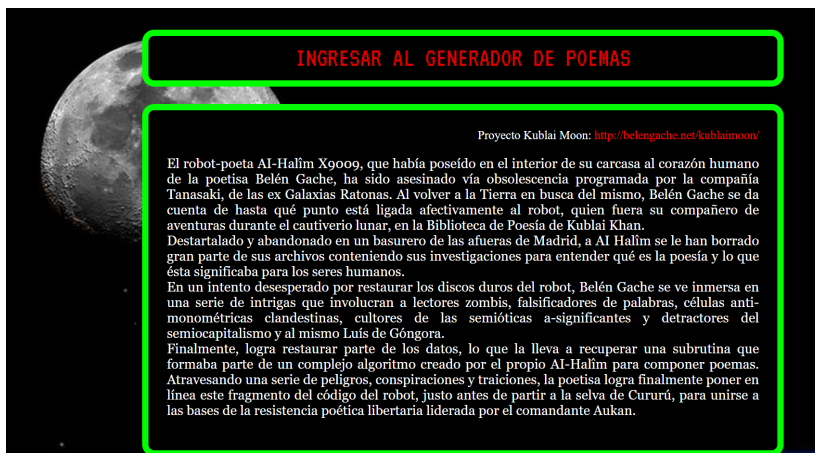 INGRESAR AL GENERADOR DE POEMAS
Proyecto Kublai Moon: http://belengache.net/kublaimoon/
El robot-poeta AI-Halîm X9009, que había poseído en el interior de su carcasa al corazón humano
de la poetisa Belén Gache, ha sido asesinado vía obsolescencia programada por la compañía
Tanasaki, de las ex Galaxias Ratonas. Al volver a la Tierra en busca del mismo, Belén Gache se da
cuenta de hasta qué punto está ligada afectivamente al robot, quien fuera su compañero de
aventuras durante el cautiverio lunar, en la Biblioteca de Poesía de Kublai Khan.
Destartalado y abandonado en un basurero de las afueras de Madrid, a AI Halîm se le han borrado
gran parte de sus archivos conteniendo sus investigaciones para entender qué es la poesía y lo que
ésta significaba para los seres humanos.
En un intento desesperado por restaurar los discos duros del robot, Belén Gache se ve inmersa en
una serie de intrigas que involucran a lectores zombis, falsificadores de palabras, células anti-
monométricas clandestinas, cultores de las semióticas a-significantes y detractores del
semiocapitalismo y al mismo Luís de Góngora.
Finalmente, logra restaurar parte de los datos, lo que la lleva a recuperar una subrutina que
formaba parte de un complejo algoritmo creado por el propio AI-Halîm para componer poemas.
Atravesando una serie de peligros, conspiraciones y traiciones, la poetisa logra finalmente poner en
línea este fragmento del código del robot, justo antes de partir a la selva de Cururú, para unirse a
las bases de la resistencia poética libertaria liderada por el comandante Aukan.